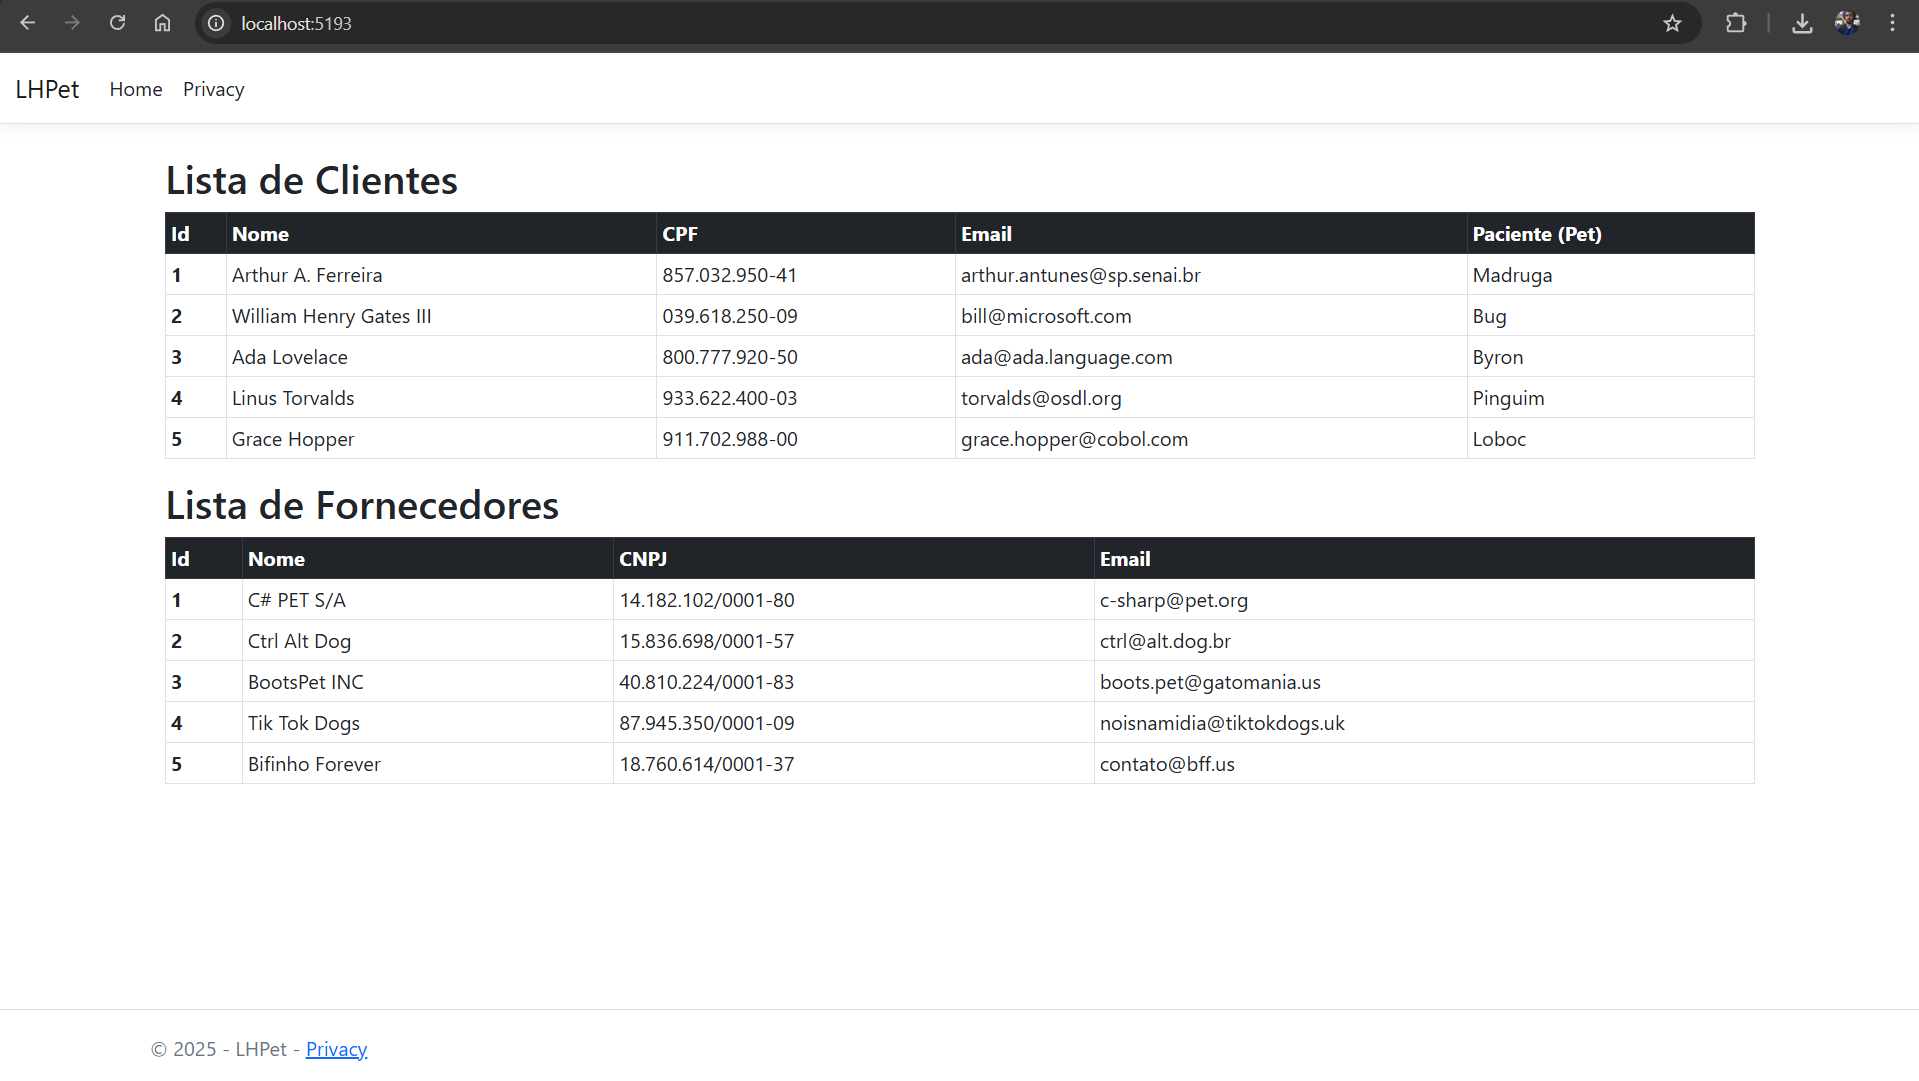 localhost:5193
LHPet Home Privacy
Lista de Clientes
Id Nome CPF Email Paciente (Pet)
1 Arthur A. Ferreira 857.032.950-41 arthur.antunes@sp.senai.br Madruga
2 William Henry Gates III 039.618.250-09 bill@microsoft.com Bug
3 Ada Lovelace 800.777.920-50 ada@ada.language.com Byron
4 Linus Torvalds 933.622.400-03 torvalds@osdl.org Pinguim
5 Grace Hopper 911.702.988-00 grace.hopper@cobol.com Loboc
Lista de Fornecedores
Id Nome CNPJ Email
1 C# PET S/A 14.182.102/0001-80 c-sharp@pet.org
2 Ctrl Alt Dog 15.836.698/0001-57 ctrl@alt.dog.br
3 BootsPet INC 40.810.224/0001-83 boots.pet@gatomania.us
4 Tik Tok Dogs 87.945.350/0001-09 noisnamidia@tiktokdogs.uk
5 Bifinho Forever 18.760.614/0001-37 contato@bff.us
© 2025 - LHPet - Privacy